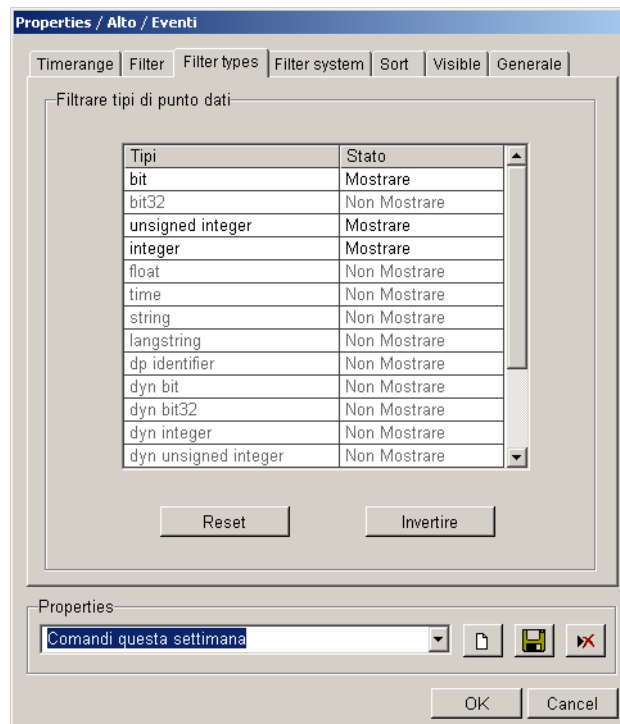 Properties / Alto / Eventi
Timerange Filter Filter types Filter system Sort Visible Generale
Filtrare tipi di punto dati
Tipi Stato
bit Mostrare
bit32 Non Mostrare
unsigned integer Mostrare
integer Mostrare
float Non Mostrare
time Non Mostrare
string Non Mostrare
langstring Non Mostrare
dp identifier Non Mostrare
dyn bit Non Mostrare
dyn bit32 Non Mostrare
dyn integer Non Mostrare
dyn unsigned integer Non Mostrare
Reset Invertire
Properties
Comandi questa settimana
OK Cancel